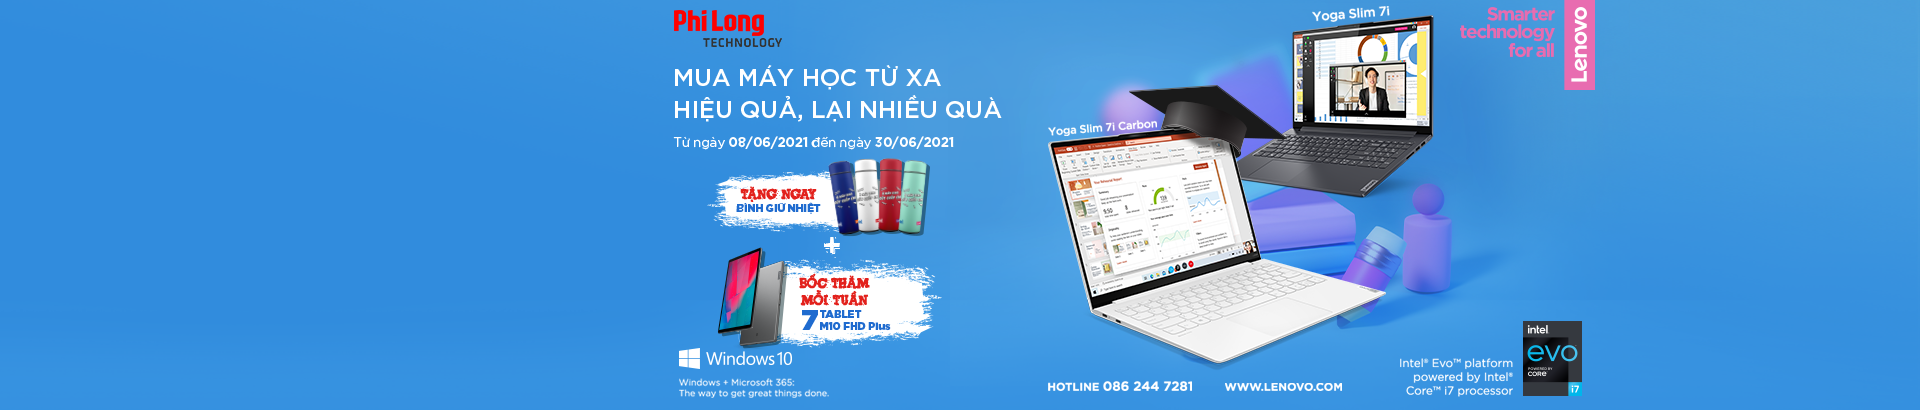 Phi Long
TECHNOLOGY
MUA MÁY HỌC TỪ XA
HIỆU QUẢ, LẠI NHIỀU QUÀ
Từ ngày 08/06/2021 đến ngày 30/06/2021
TẶNG NGAY
BÌNH GIỮ NHIỆT
+
BỐC THĂM
MỖI TUẦN
7 TABLET
M10 FHD Plus
Windows 10
Windows + Microsoft 365:
The way to get great things done.
Yoga Slim 7i
Yoga Slim 7i Carbon
HOTLINE 086 244 7281
WWW.LENOVO.COM
Smarter
technology
for all
Lenovo
Intel® Evo™ platform
powered by Intel®
Core™ i7 processor
intel
evo
POWERED BY
CORE
i7